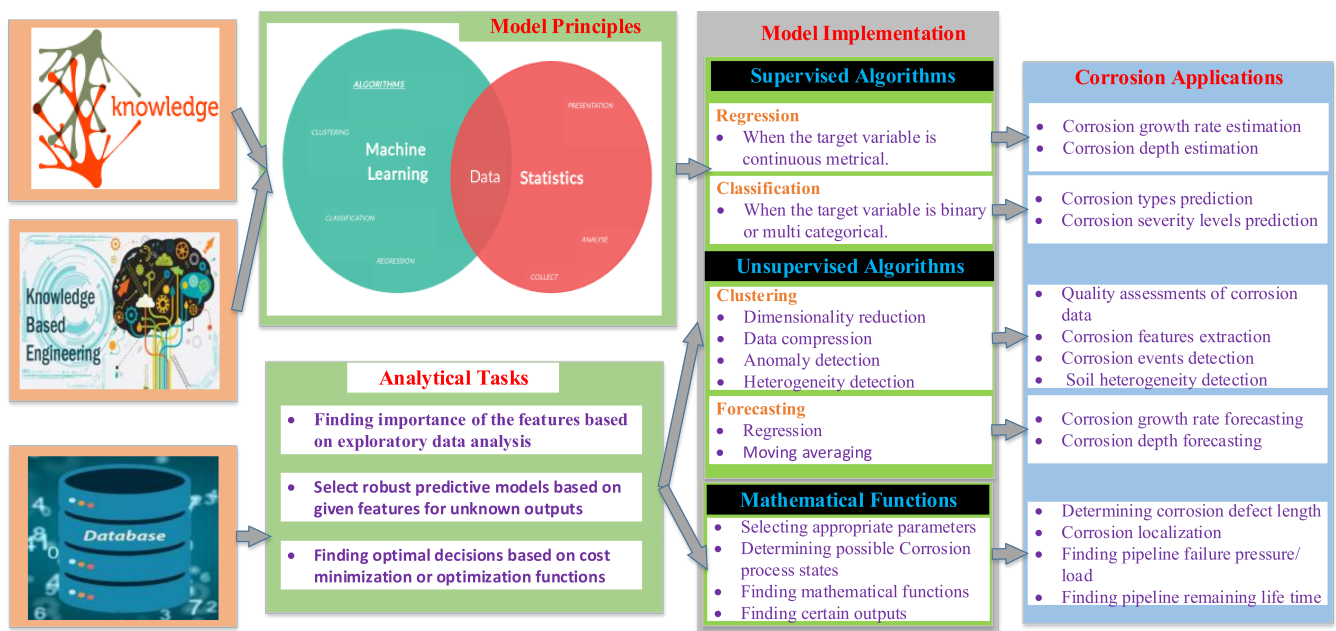 knowledge
Knowledge
Based
Engineering
Database
Model Principles
ALGORITHMS
CLUSTERING
Machine
Learning
CLASSIFICATION
REGRESSION
Data
PRESENTATION
Statistics
ANALYSE
COLLECT
Analytical Tasks
• Finding importance of the features based
on exploratory data analysis
• Select robust predictive models based on
given features for unknown outputs
• Finding optimal decisions based on cost
minimization or optimization functions
Model Implementation
Supervised Algorithms
Regression
• When the target variable is
continuous metrical.
Classification
• When the target variable is binary
or multi categorical.
Unsupervised Algorithms
Clustering
• Dimensionality reduction
• Data compression
• Anomaly detection
• Heterogeneity detection
Forecasting
• Regression
• Moving averaging
Mathematical Functions
• Selecting appropriate parameters
• Determining possible Corrosion
process states
• Finding mathematical functions
• Finding certain outputs
Corrosion Applications
• Corrosion growth rate estimation
• Corrosion depth estimation
• Corrosion types prediction
• Corrosion severity levels prediction
• Quality assessments of corrosion
data
• Corrosion features extraction
• Corrosion events detection
• Soil heterogeneity detection
• Corrosion growth rate forecasting
• Corrosion depth forecasting
• Determining corrosion defect length
• Corrosion localization
• Finding pipeline failure pressure/
load
• Finding pipeline remaining life time